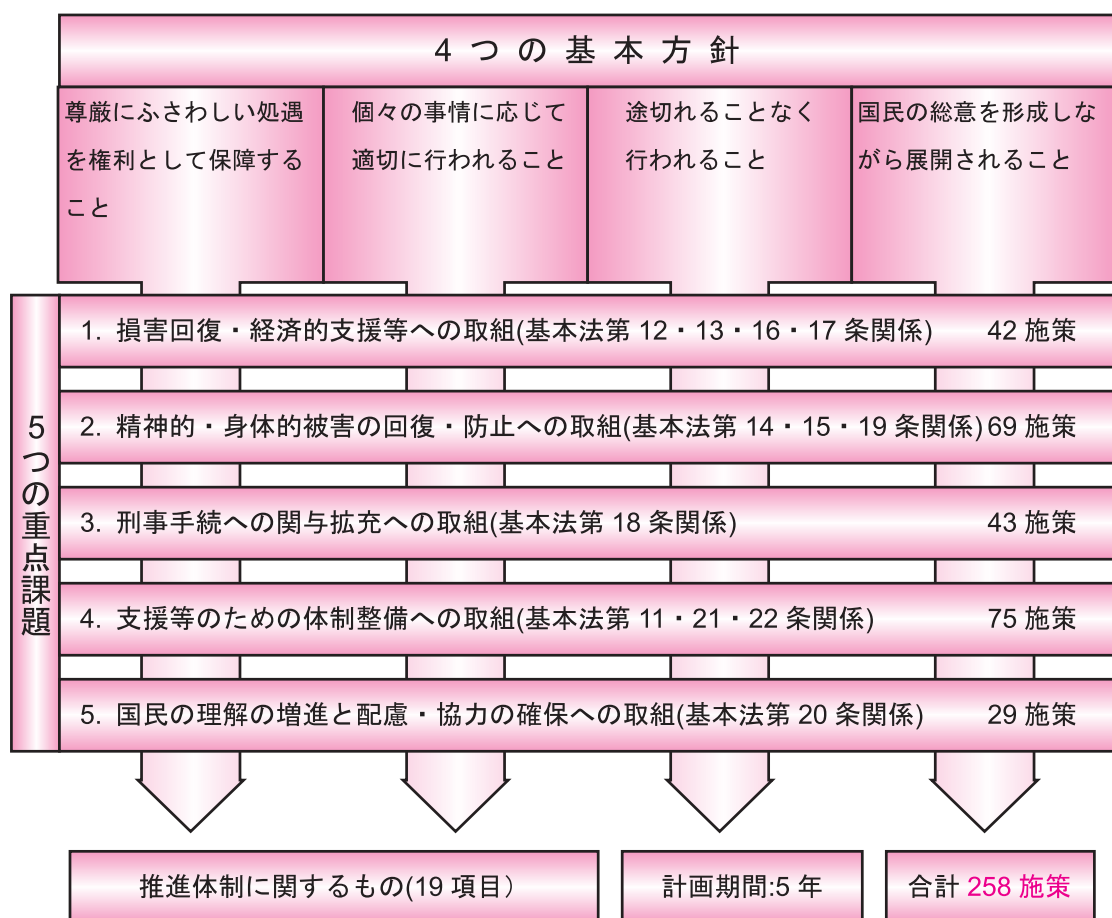 4つの基本方針
尊厳にふさわしい処遇
を権利として保障する
こと
個々の事情に応じて
適切に行われること
途切れることなく
行われること
国民の総意を形成しな
がら展開されること
5つの重点課題
1. 損害回復・経済的支援等への取組(基本法第 12・13・16・17 条関係) 42 施策
2. 精神的・身体的被害の回復・防止への取組(基本法第 14・15・19 条関係) 69 施策
3. 刑事手続への関与拡充への取組(基本法第 18 条関係) 43 施策
4. 支援等のための体制整備への取組(基本法第 11・21・22 条関係) 75 施策
5. 国民の理解の増進と配慮・協力の確保への取組(基本法第 20 条関係) 29 施策
推進体制に関するもの(19 項目)
計画期間:5 年
合計 258 施策